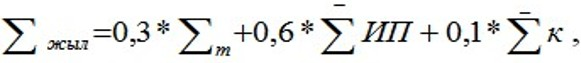 ∑ жыл = 0,3 * ∑ т + 0,6 * ∑̄ ИП + 0,1 * ∑̄ к ,